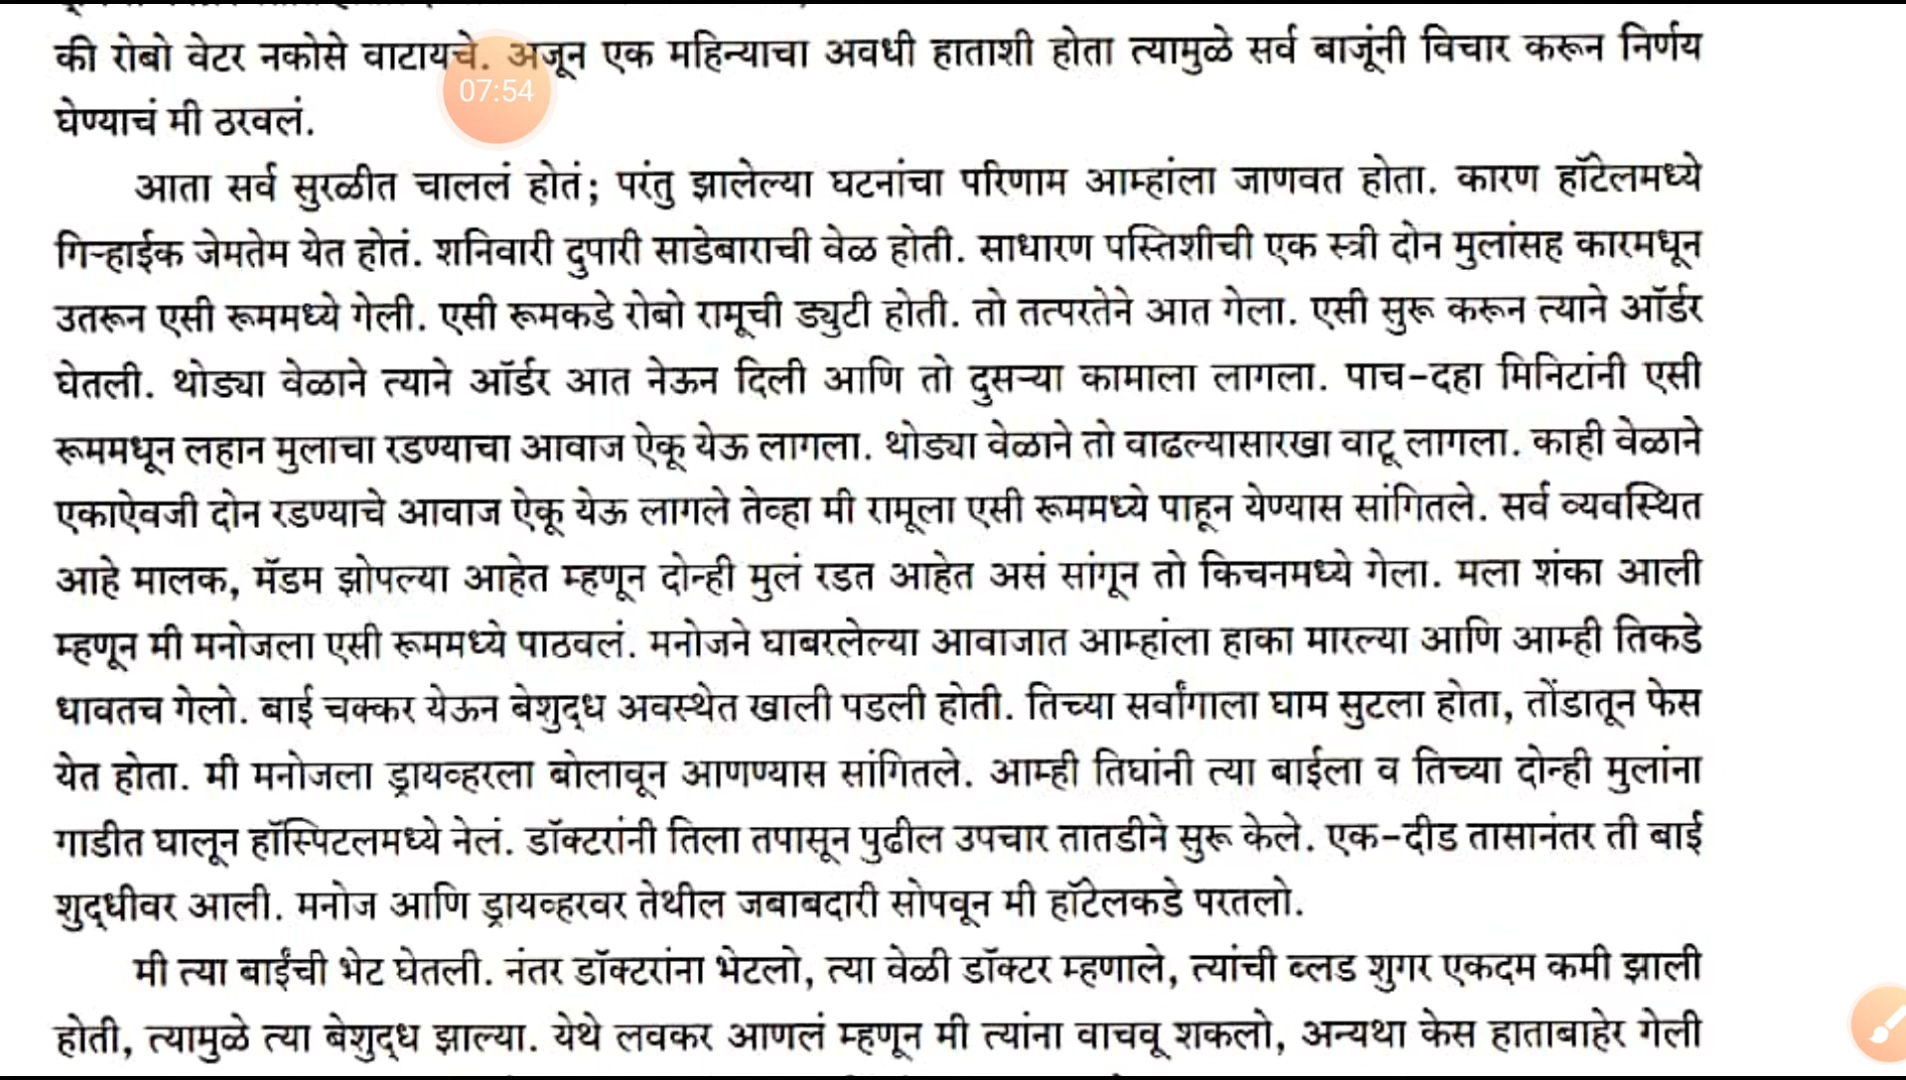 की रोबो वेटर नकोसे वाटायचे. अजून एक महिन्याचा अवधी हाताशी होता त्यामुळे सर्व बाजूंनी विचार करून निर्णय
07:54
घेण्याचं मी ठरवलं.
आता सर्व सुरळीत चाललं होतं; परंतु झालेल्या घटनांचा परिणाम आम्हांला जाणवत होता. कारण हॉटेलमध्ये
गिऱ्हाईक जेमतेम येत होतं. शनिवारी दुपारी साडेबाराची वेळ होती. साधारण पस्तिशीची एक स्त्री दोन मुलांसह कारमधून
उतरून एसी रूममध्ये गेली. एसी रूमकडे रोबो रामूची ड्युटी होती. तो तत्परतेने आत गेला. एसी सुरू करून त्याने ऑर्डर
घेतली. थोड्या वेळाने त्याने ऑर्डर आत नेऊन दिली आणि तो दुसऱ्या कामाला लागला. पाच-दहा मिनिटांनी एसी
रूममधून लहान मुलाचा रडण्याचा आवाज ऐकू येऊ लागला. थोड्या वेळाने तो वाढल्यासारखा वाटू लागला. काही वेळाने
एकाऐवजी दोन रडण्याचे आवाज ऐकू येऊ लागले तेव्हा मी रामूला एसी रूममध्ये पाहून येण्यास सांगितले. सर्व व्यवस्थित
आहे मालक, मॅडम झोपल्या आहेत म्हणून दोन्ही मुलं रडत आहेत असं सांगून तो किचनमध्ये गेला. मला शंका आली
म्हणून मी मनोजला एसी रूममध्ये पाठवलं. मनोजने घाबरलेल्या आवाजात आम्हांला हाका मारल्या आणि आम्ही तिकडे
धावतच गेलो. बाई चक्कर येऊन बेशुद्ध अवस्थेत खाली पडली होती. तिच्या सर्वांगाला घाम सुटला होता, तोंडातून फेस
येत होता. मी मनोजला ड्रायव्हरला बोलावून आणण्यास सांगितले. आम्ही तिघांनी त्या बाईला व तिच्या दोन्ही मुलांना
गाडीत घालून हॉस्पिटलमध्ये नेलं. डॉक्टरांनी तिला तपासून पुढील उपचार तातडीने सुरू केले. एक-दीड तासानंतर ती बाई
शुद्धीवर आली. मनोज आणि ड्रायव्हरवर तेथील जबाबदारी सोपवून मी हॉटेलकडे परतलो.
मी त्या बाईंची भेट घेतली. नंतर डॉक्टरांना भेटलो, त्या वेळी डॉक्टर म्हणाले, त्यांची ब्लड शुगर एकदम कमी झाली
होती, त्यामुळे त्या बेशुद्ध झाल्या. येथे लवकर आणलं म्हणून मी त्यांना वाचवू शकलो, अन्यथा केस हाताबाहेर गेली